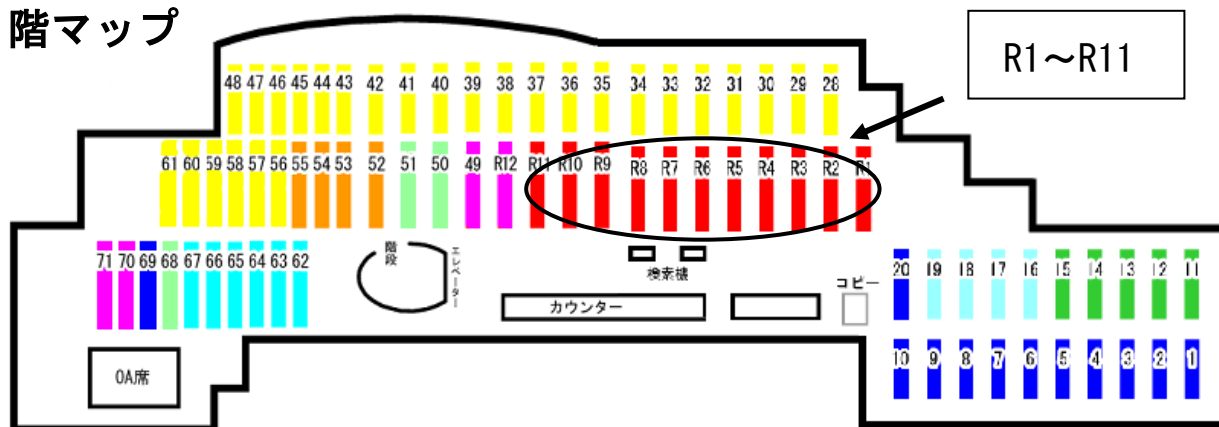 階マップ
R1～R11
48 47 46 45 44 43 42 41 40 39 38 37 36 35 34 33 32 31 30 29 28
61 60 59 58 57 56 55 54 53 52 51 50 49 R12 R11 R10 R9 R8 R7 R6 R5 R4 R3 R2 R1
71 70 69 68 67 66 65 64 63 62
階段
エレベーター
検索機
カウンター
コピー
20 19 18 17 16 15 14 13 12 11
10 9 8 7 6 5 4 3 2 1
OA席